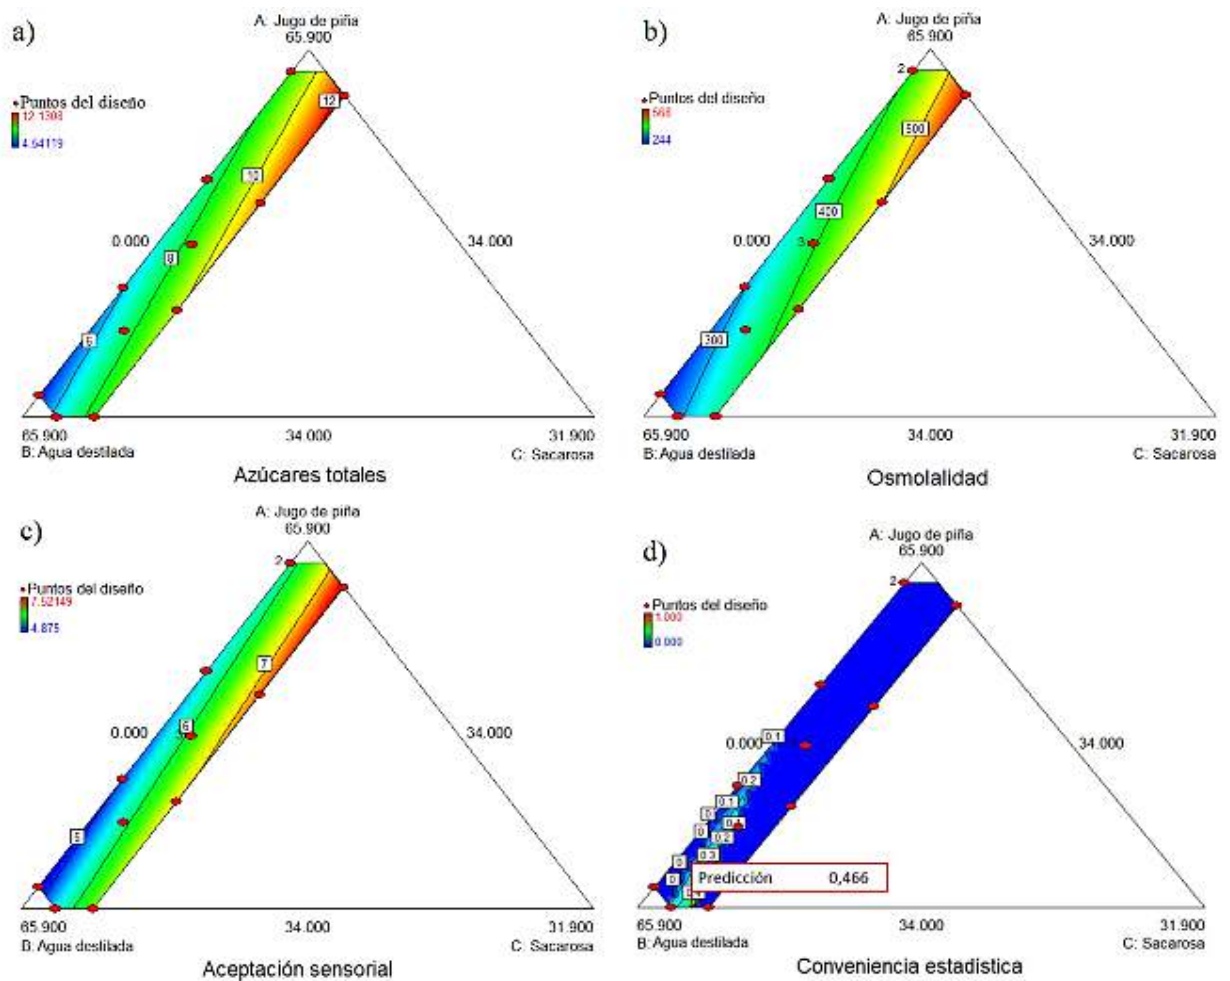 a)
A: Jugo de piña
65.900
Puntos del diseño
12.1308
4.64119
12
10
8
6
0.000
34.000
65.900
34.000
31.900
B: Agua destilada
C: Sacarosa
Azúcares totales
b)
A: Jugo de piña
65.900
Puntos del diseño
568
244
2
500
400
3
300
0.000
34.000
65.900
34.000
31.900
B: Agua destilada
C: Sacarosa
Osmolalidad
c)
A: Jugo de piña
65.900
Puntos del diseño
7.52149
4.875
2
7
6
5
0.000
34.000
65.900
34.000
31.900
B: Agua destilada
C: Sacarosa
Aceptación sensorial
d)
A: Jugo de piña
65.900
Puntos del diseño
1.000
0.000
2
0.000
0.1
34.000
0.2
0.1
0
0
0.2
0.3
0
0
Predicción 0,466
65.900
34.000
31.900
B: Agua destilada
C: Sacarosa
Conveniencia estadística